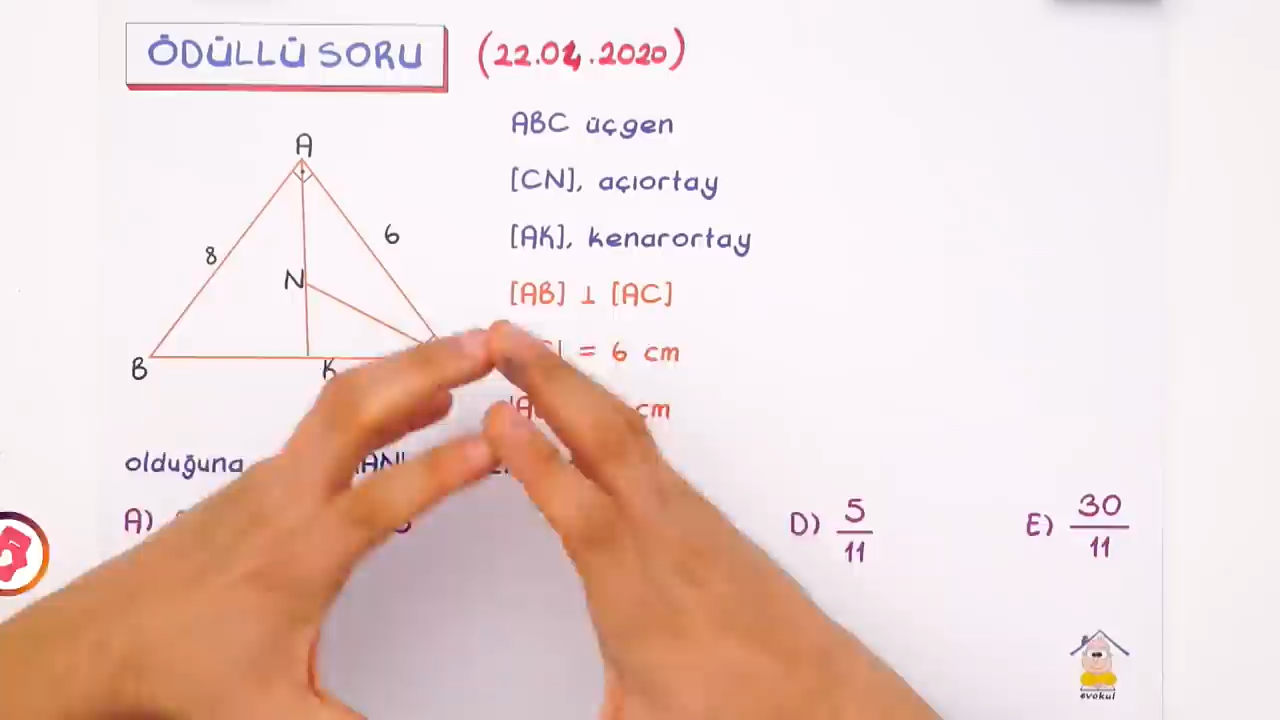 ÖDÜLLÜ SORU (22.04.2020)
ABC üçgen
A
[CN], açıortay
6
[AK], kenarortay
8
N
[AB] ⊥ [AC]
= 6 cm
B
K
cm
olduğuna
A)
D) 5/11
E) 30/11
evokul